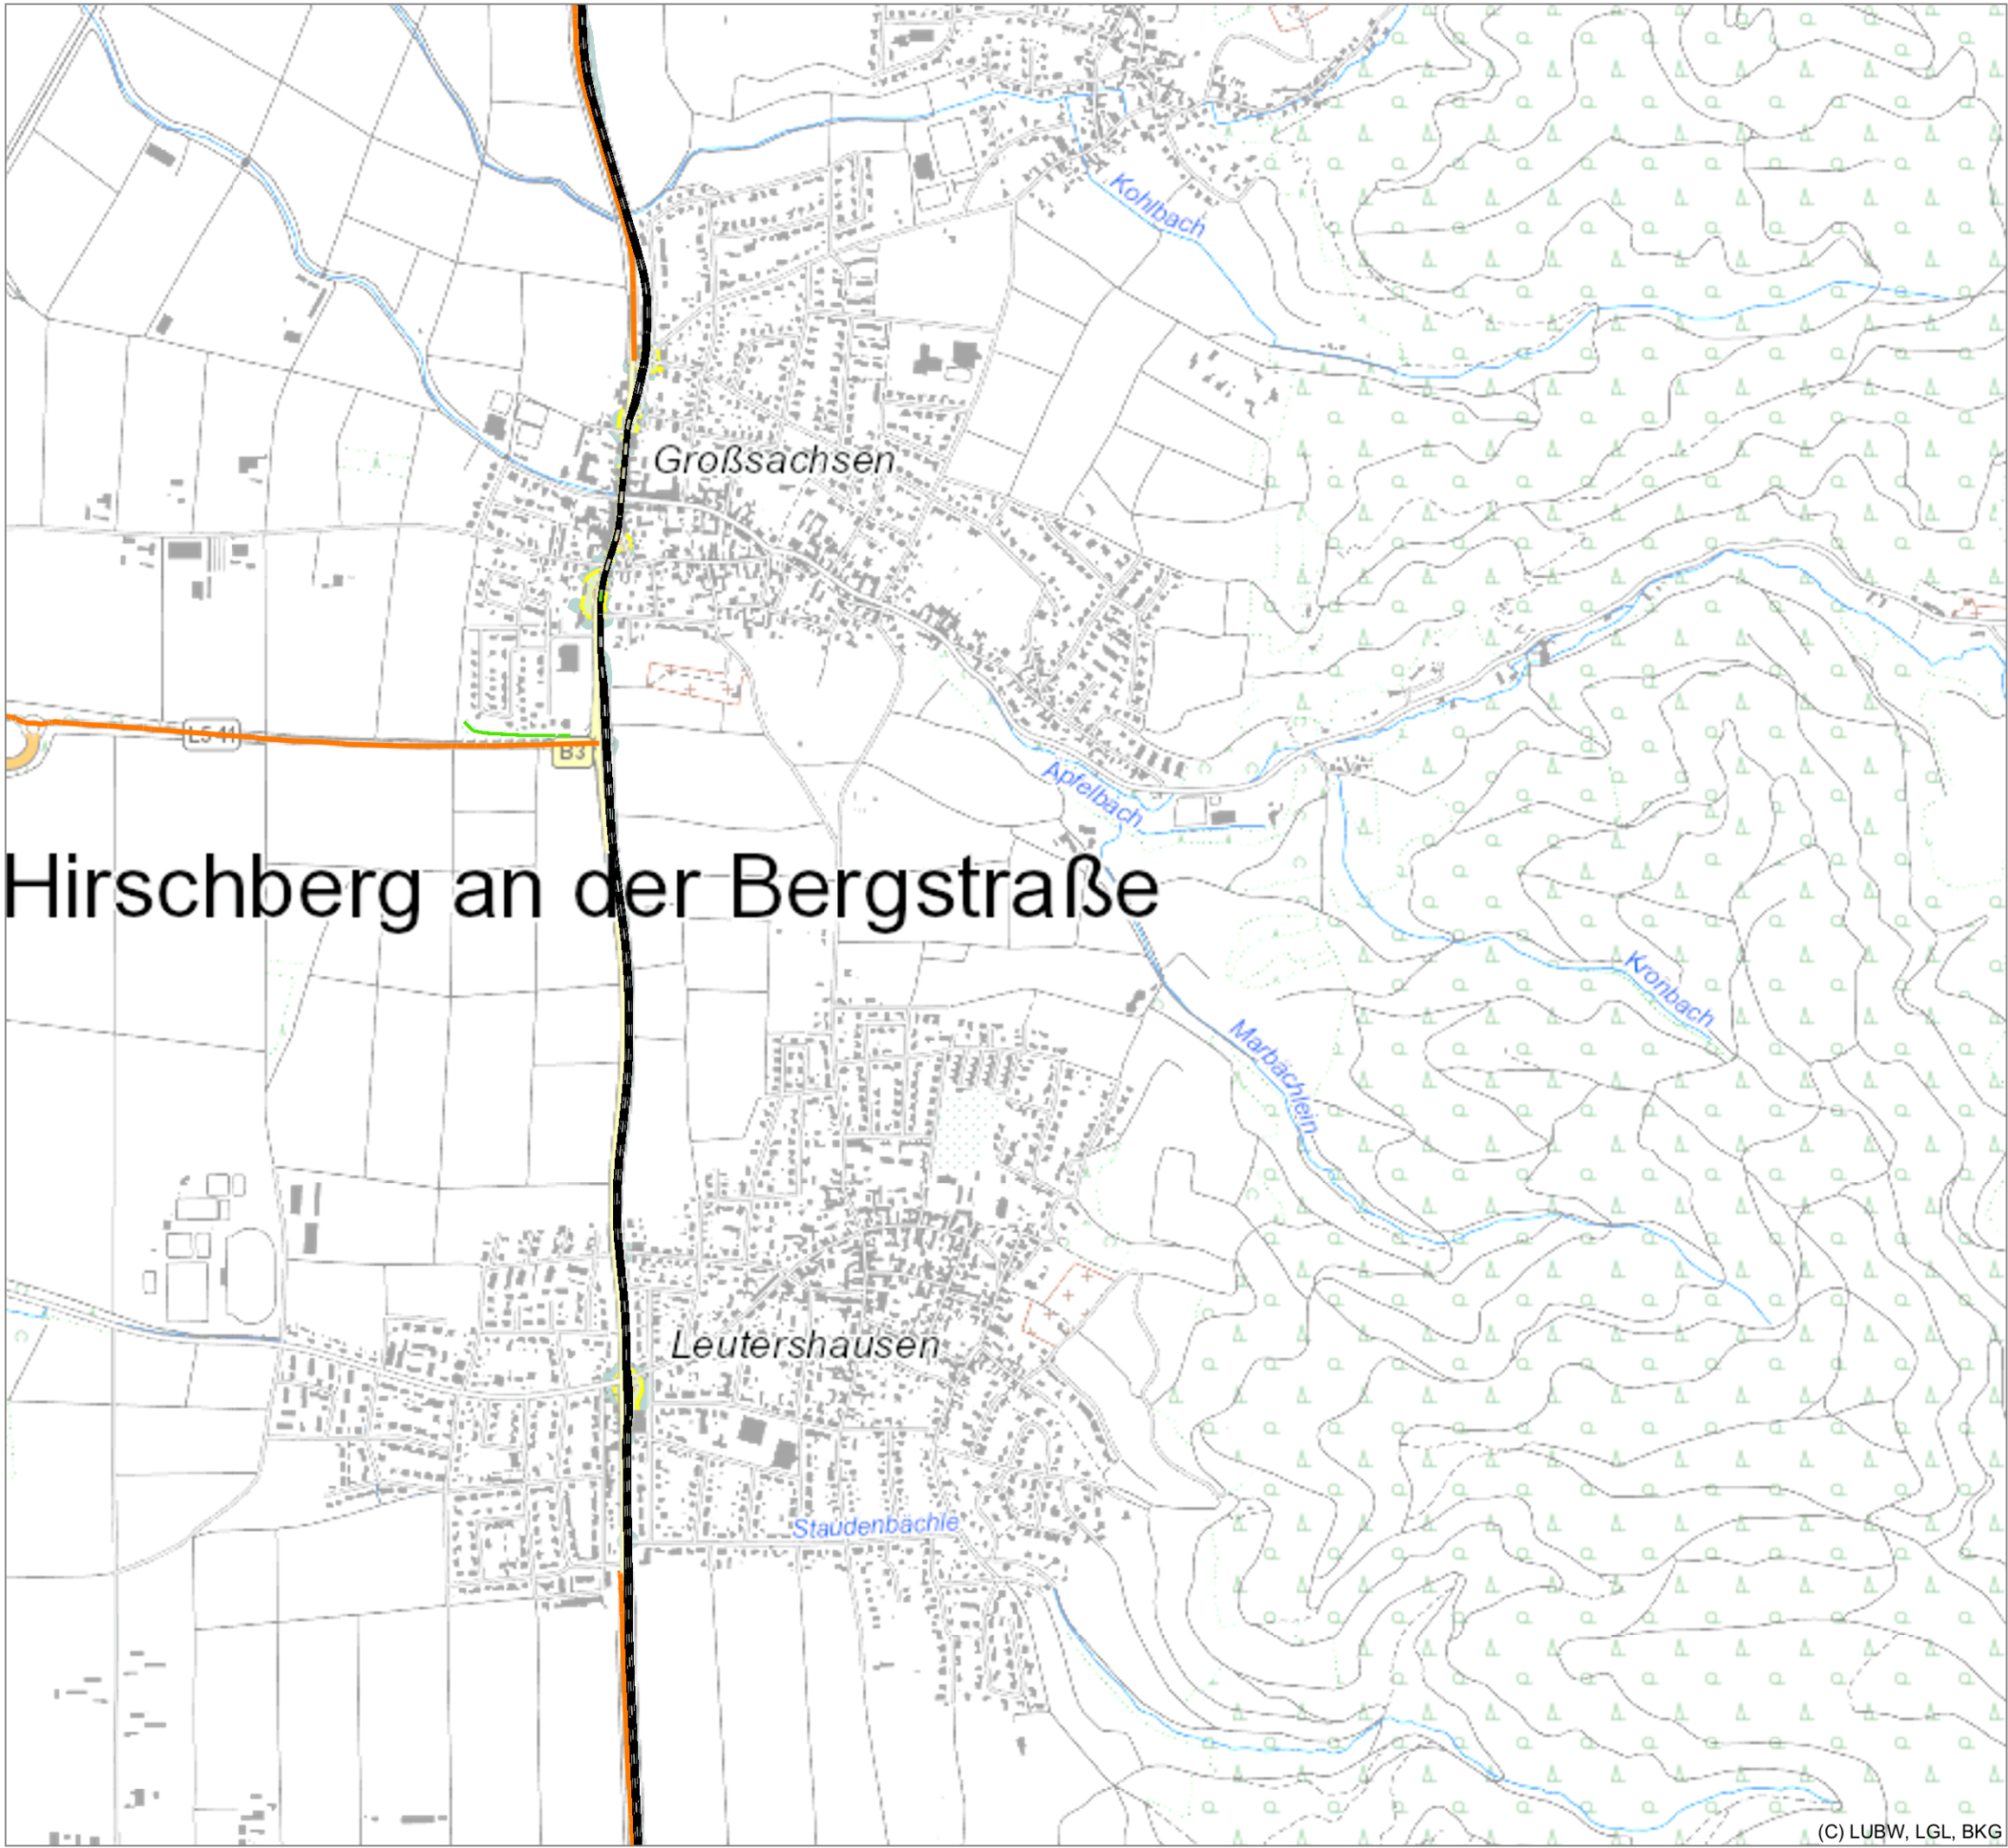 Kohlbach
Großsachsen
L541
B3
Apfelbach
Hirschberg an der Bergstraße
Kronbach
Marbächlein
Leutershausen
Staudenbächle
(C) LUBW, LGL, BKG